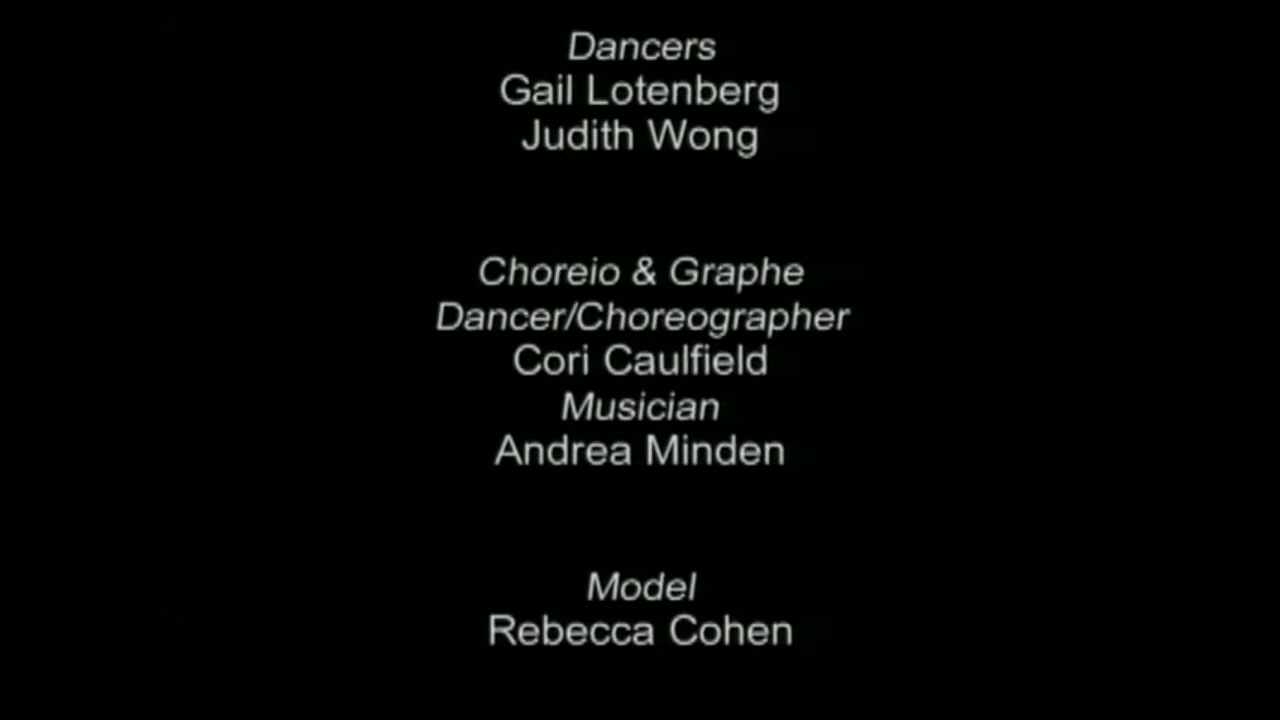 Dancers
Gail Lotenberg
Judith Wong
Choreio & Graphe
Dancer/Choreographer
Cori Caulfield
Musician
Andrea Minden
Model
Rebecca Cohen